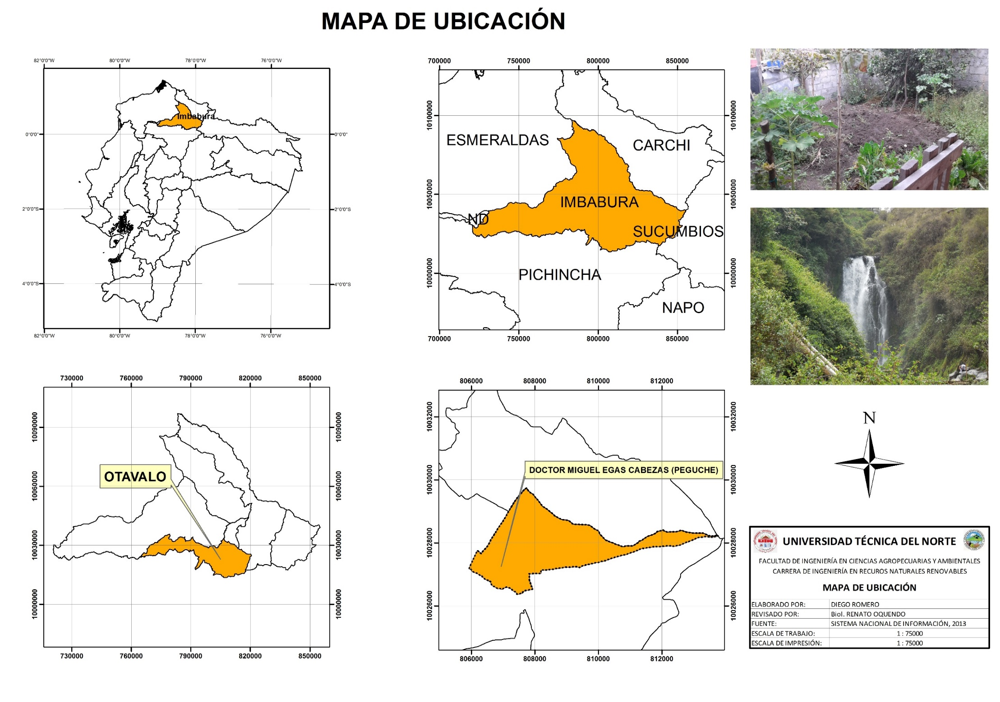 MAPA DE UBICACIÓN
82°0'0"W 80°0'0"W 78°0'0"W 76°0'0"W
Imbabura
0°0'0" 0°0'0"
2°0'0"S 2°0'0"S
4°0'0"S 4°0'0"S
82°0'0"W 80°0'0"W 78°0'0"W 76°0'0"W
700000 750000 800000 850000
10100000 10100000
ESMERALDAS
CARCHI
10050000 10050000
IMBABURA
ND
SUCUMBIOS
10000000 10000000
PICHINCHA
NAPO
700000 750000 800000 850000
730000 760000 790000 820000 850000
10090000 10090000
OTAVALO
10060000 10060000
10030000 10030000
10000000 10000000
730000 760000 790000 820000 850000
806000 808000 810000 812000
10032000 10032000
DOCTOR MIGUEL EGAS CABEZAS (PEGUCHE)
10030000 10030000
10028000 10028000
10026000 10026000
806000 808000 810000 812000
N
UNIVERSIDAD TÉCNICA DEL NORTE
FACULTAD DE INGENIERÍA EN CIENCIAS AGROPECUARIAS Y AMBIENTALES
CARRERA DE INGENIERÍA EN RECUROS NATURALES RENOVABLES
MAPA DE UBICACIÓN
ELABORADO POR: DIEGO ROMERO
REVISADO POR: Biol. RENATO OQUENDO
FUENTE: SISTEMA NACIONAL DE INFORMACIÓN, 2013
ESCALA DE TRABAJO: 1 : 75000
ESCALA DE IMPRESIÓN: 1 : 75000